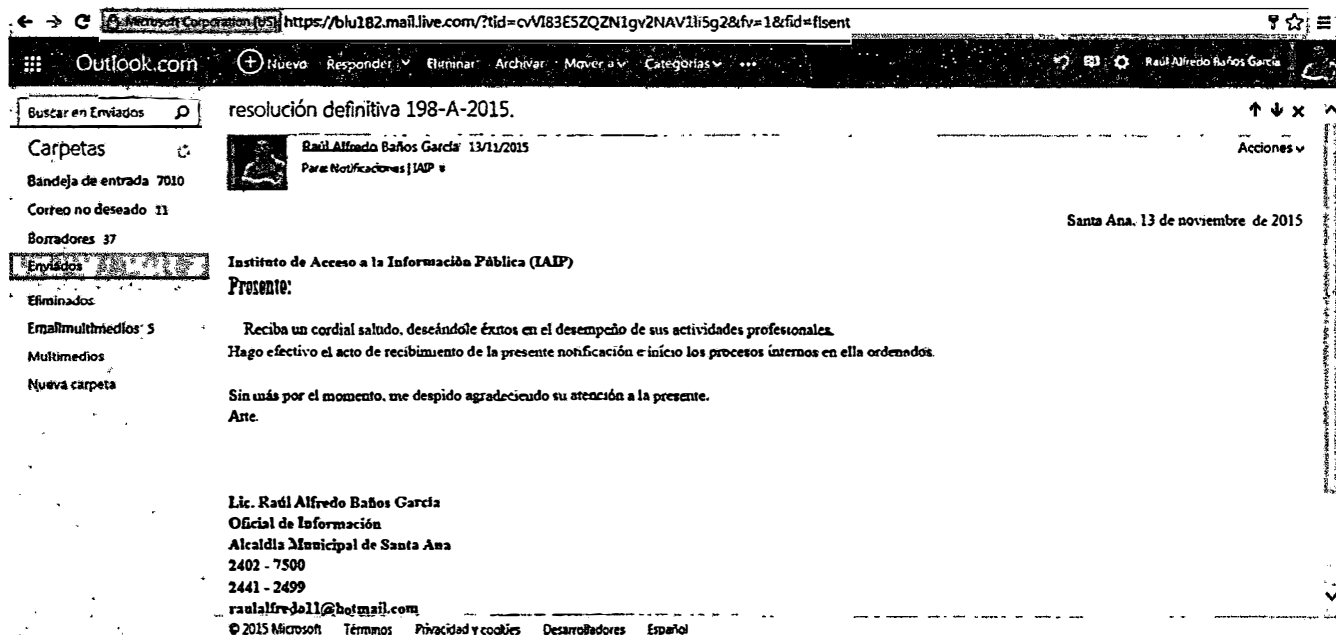 Microsoft Corporation [US] https://blu182.mail.live.com/?tid=cvVI83E5ZQZN1gv2NAV1li5g2&fv=1&fid=flsent
Outlook.com Nuevo Responder Eliminar Archivar Mover a Categorías ••• Raúl Alfredo Baños García
Buscar en Enviados
resolución definitiva 198-A-2015.
Carpetas
Raúl Alfredo Baños García 13/11/2015
Acciones
Para: Notificaciones | IAIP
Bandeja de entrada 7010
Correo no deseado 11
Borradores 37
Enviados
Eliminados
Emailmultimedios 5
Multimedios
Nueva carpeta
Santa Ana, 13 de noviembre de 2015
Instituto de Acceso a la Información Pública (IAIP)
Presente:
Reciba un cordial saludo, deseándole éxitos en el desempeño de sus actividades profesionales.
Hago efectivo el acto de recibimiento de la presente notificación e inicio los procesos internos en ella ordenados.
Sin más por el momento, me despido agradeciendo su atención a la presente.
Atte.
Lic. Raúl Alfredo Baños García
Oficial de Información
Alcaldía Municipal de Santa Ana
2402 - 7500
2441 - 2499
raulalfredo11@hotmail.com
© 2015 Microsoft Términos Privacidad y cookies Desarrolladores Español